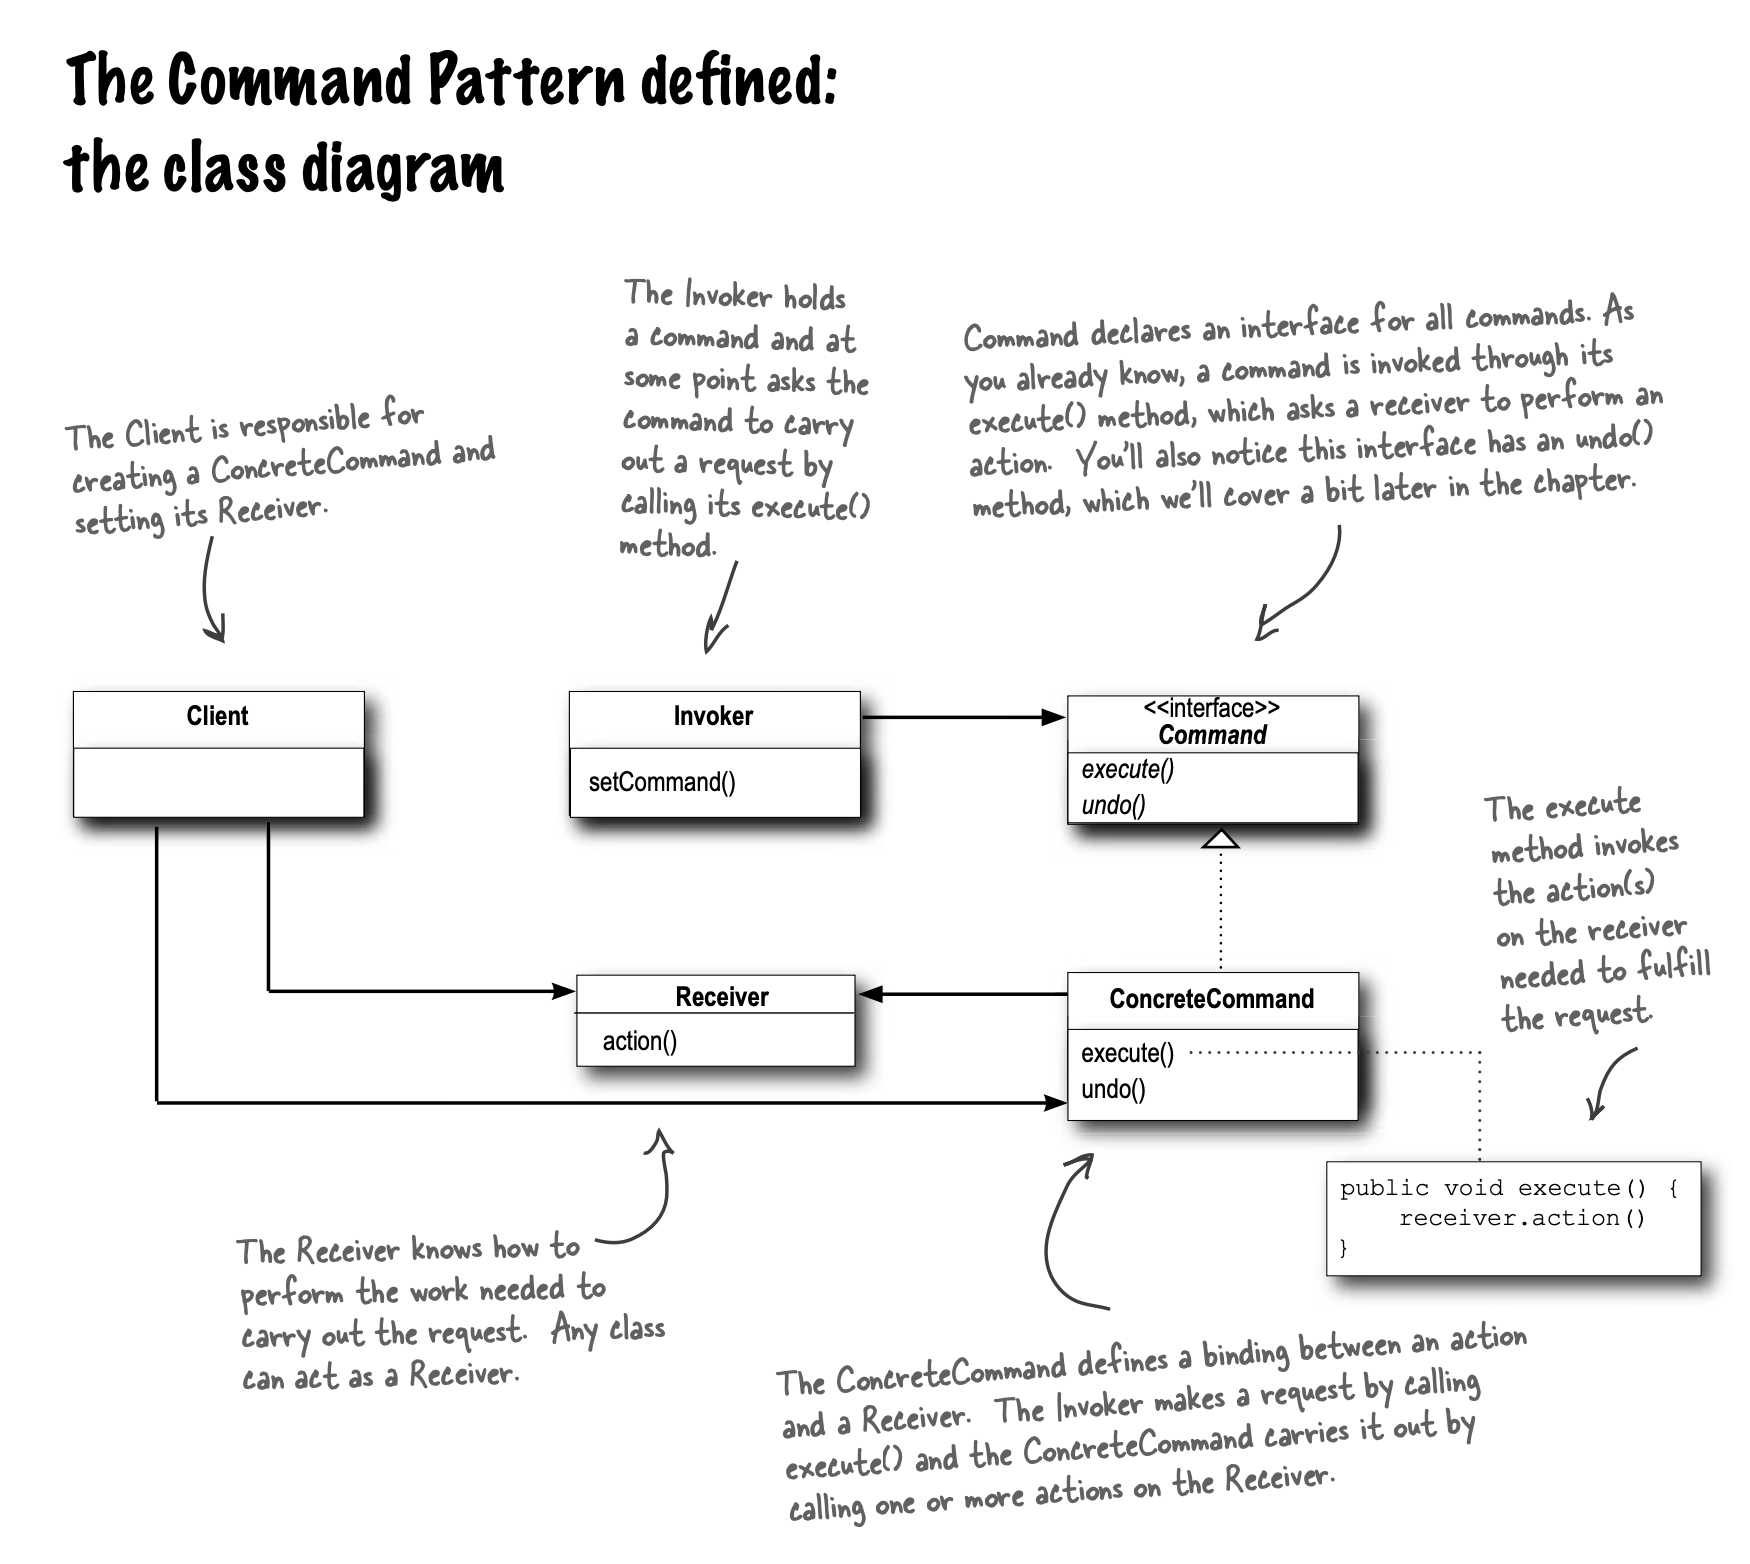 The Command Pattern defined:
the class diagram
The Client is responsible for
creating a ConcreteCommand and
setting its Receiver.
The Invoker holds
a command and at
some point asks the
command to carry
out a request by
calling its execute()
method.
Command declares an interface for all commands. As
you already know, a command is invoked through its
execute() method, which asks a receiver to perform an
action. You'll also notice this interface has an undo()
method, which we'll cover a bit later in the chapter.
Client
Invoker
setCommand()
<<interface>>
Command
execute()
undo()
The execute
method invokes
the action(s)
on the receiver
needed to fulfill
the request.
Receiver
action()
ConcreteCommand
execute()
undo()
public void execute() {
receiver.action()
}
The Receiver knows how to
perform the work needed to
carry out the request. Any class
can act as a Receiver.
The ConcreteCommand defines a binding between an action
and a Receiver. The Invoker makes a request by calling
execute() and the ConcreteCommand carries it out by
calling one or more actions on the Receiver.